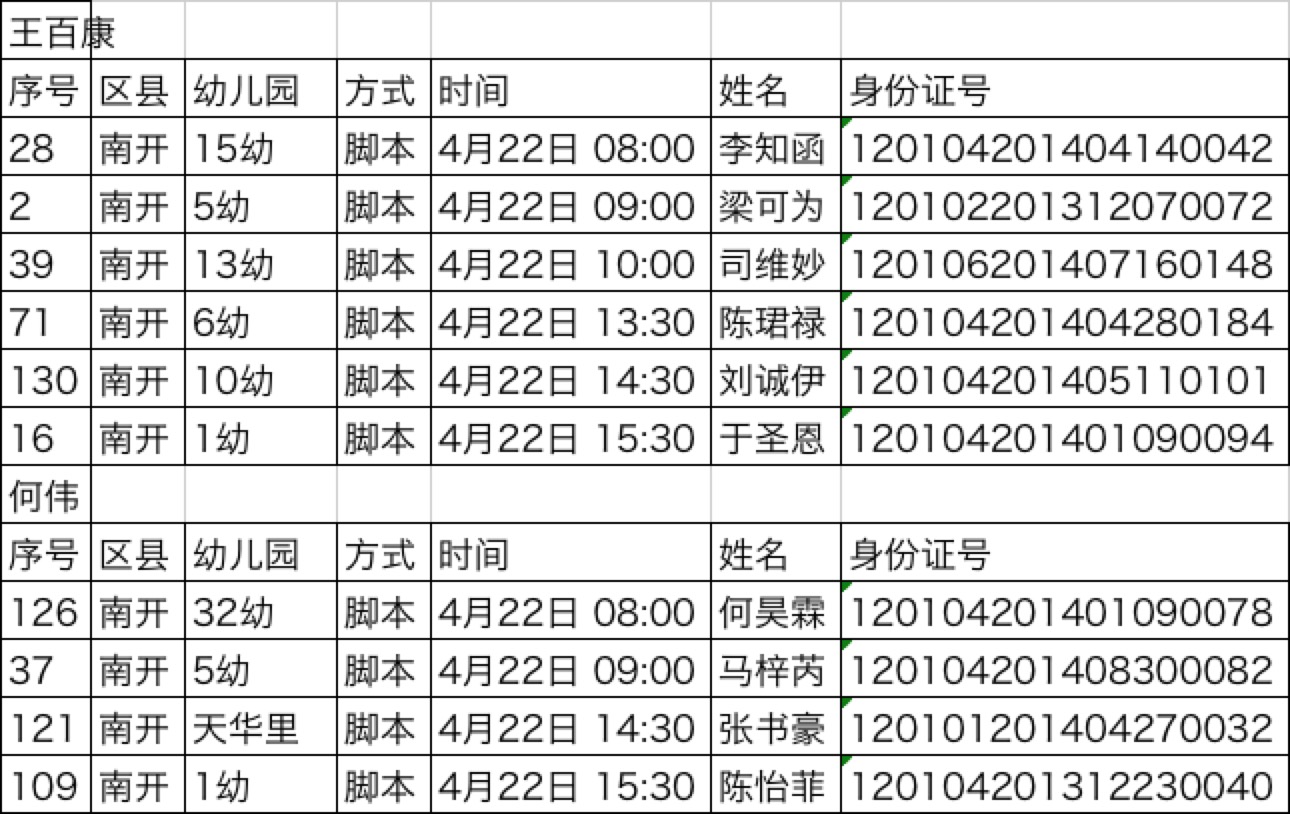 王百康
序号 区县 幼儿园 方式 时间 姓名 身份证号
28 南开 15幼 脚本 4月22日 08:00 李知函 120104201404140042
2 南开 5幼 脚本 4月22日 09:00 梁可为 120102201312070072
39 南开 13幼 脚本 4月22日 10:00 司维妙 120106201407160148
71 南开 6幼 脚本 4月22日 13:30 陈珺禄 120104201404280184
130 南开 10幼 脚本 4月22日 14:30 刘诚伊 120104201405110101
16 南开 1幼 脚本 4月22日 15:30 于圣恩 120104201401090094
何伟
序号 区县 幼儿园 方式 时间 姓名 身份证号
126 南开 32幼 脚本 4月22日 08:00 何昊霖 120104201401090078
37 南开 5幼 脚本 4月22日 09:00 马梓芮 120104201408300082
121 南开 天华里 脚本 4月22日 14:30 张书豪 120101201404270032
109 南开 1幼 脚本 4月22日 15:30 陈怡菲 120104201312230040